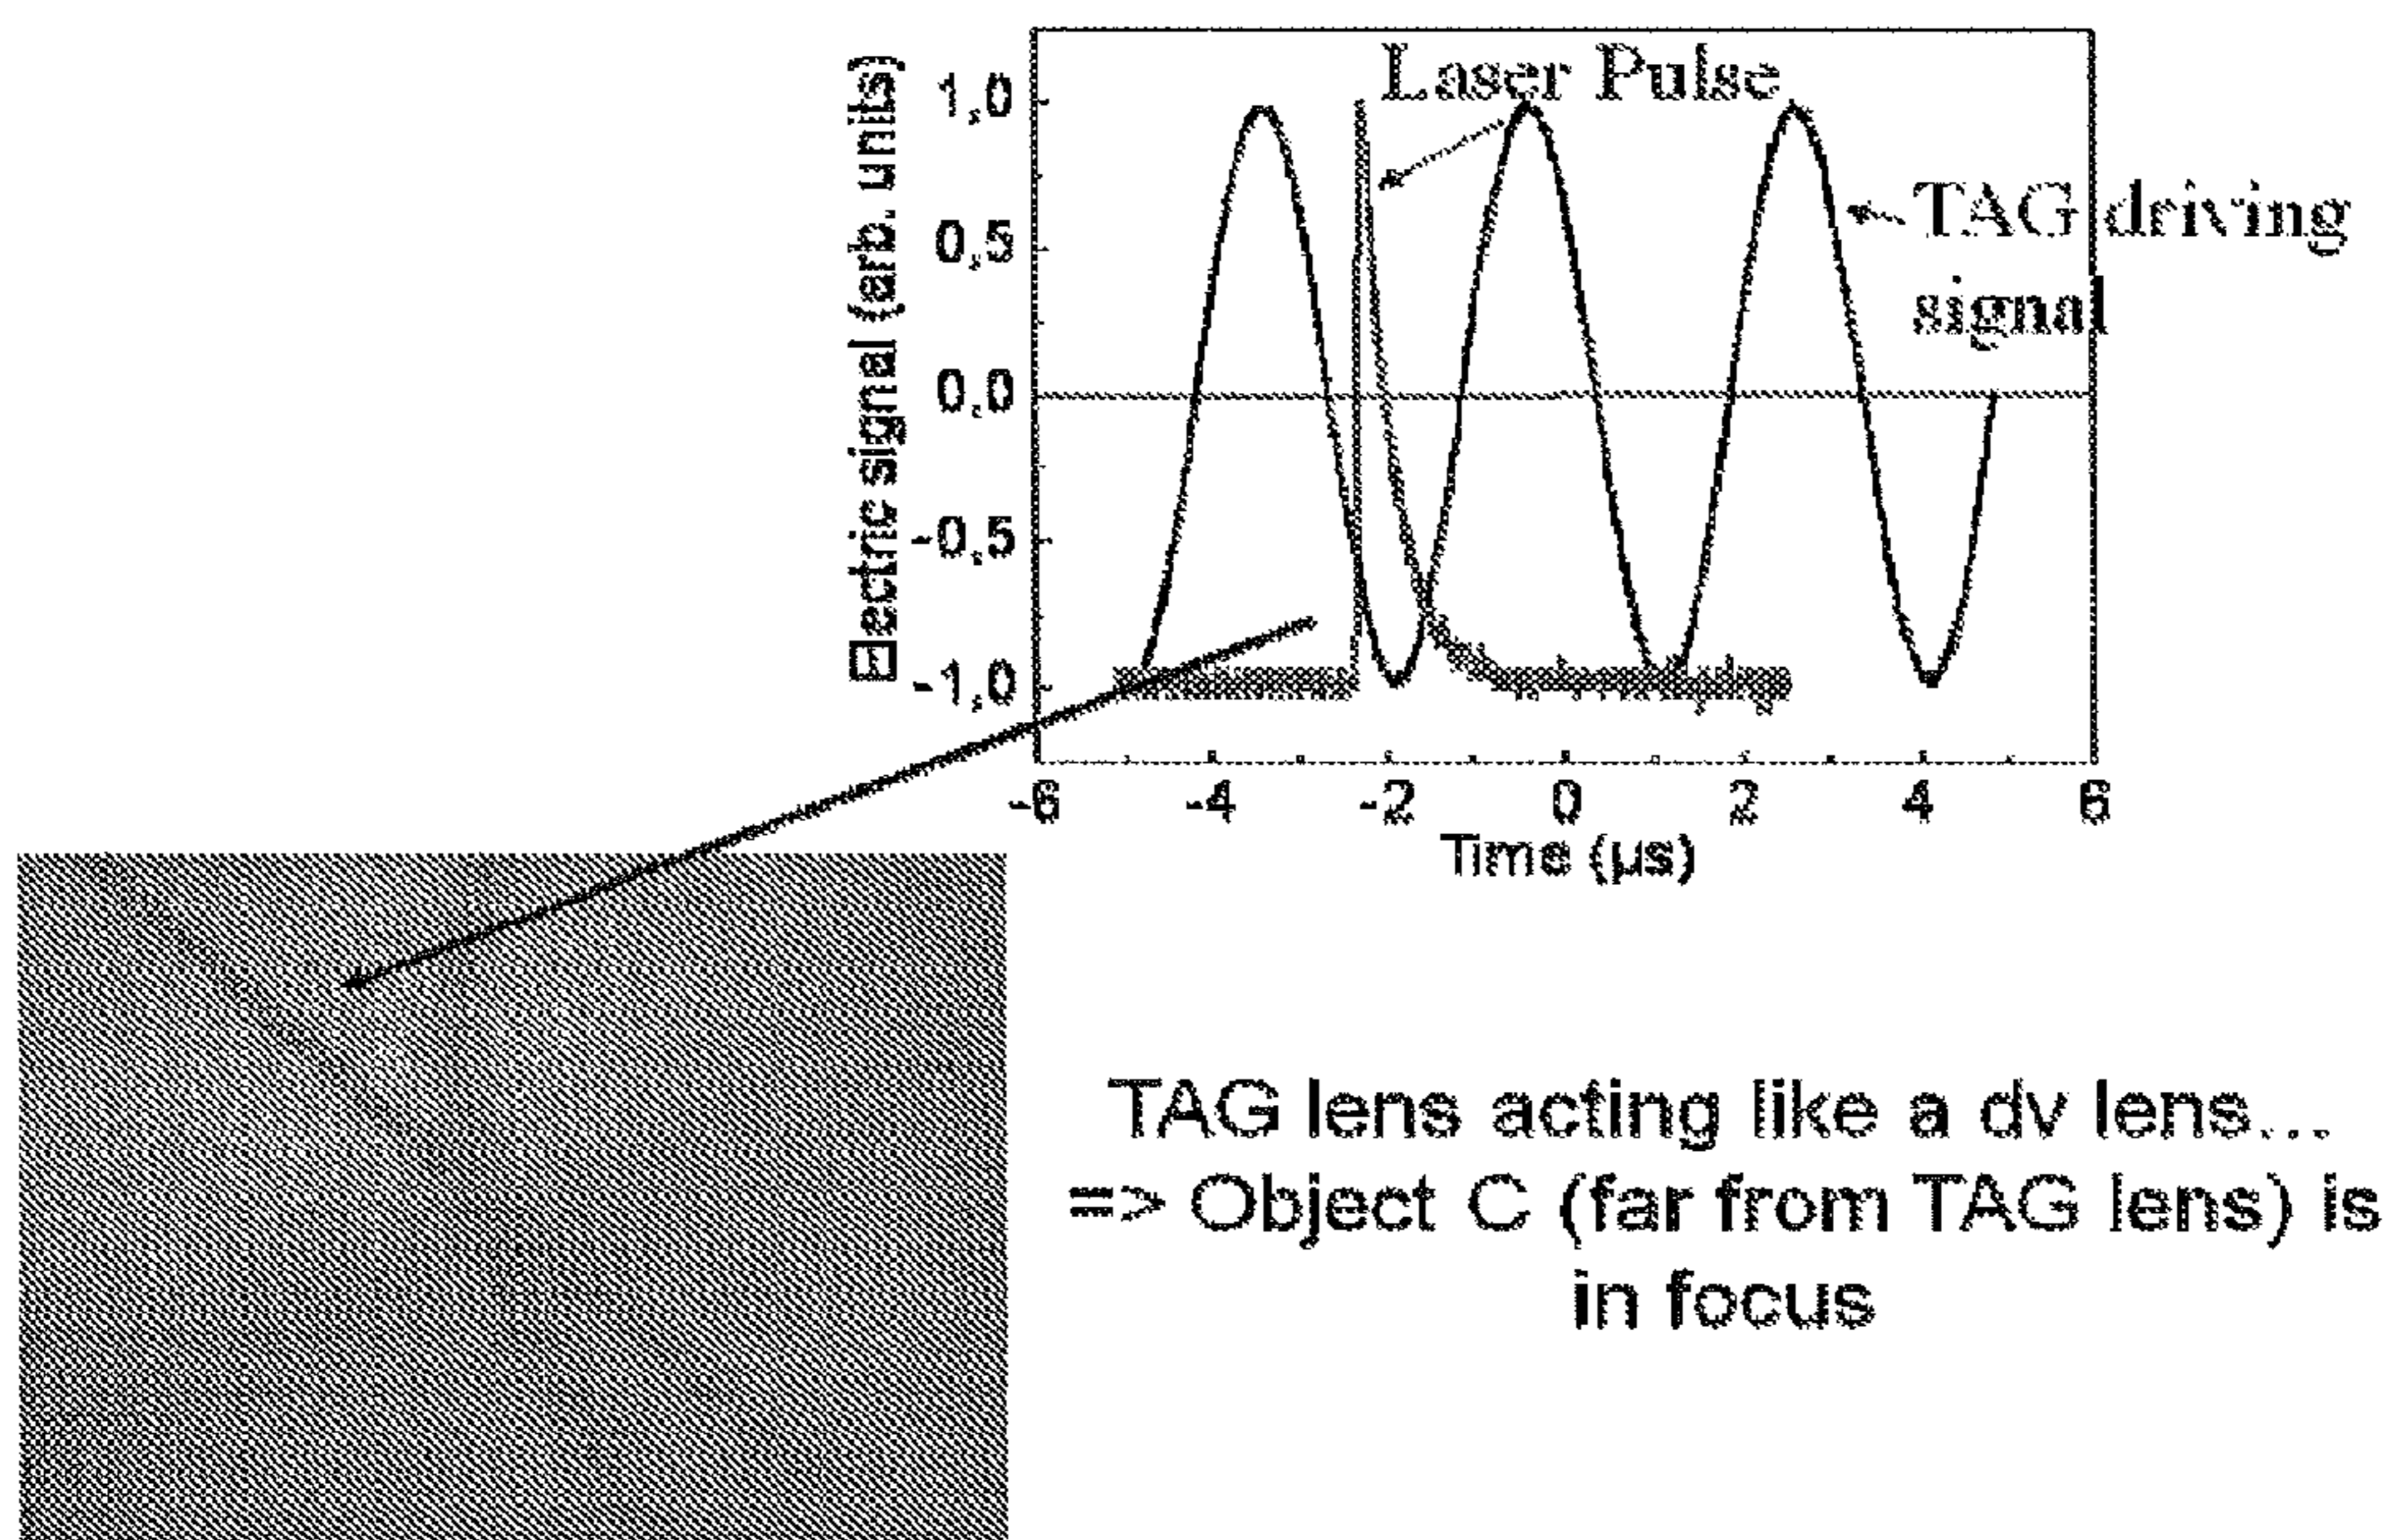 Laser Pulse
TAG driving
signal
Electric signal (arb. units)
1,0
0,5
0,0
-0,5
-1,0
-6 -4 -2 0 2 4 6
Time (µs)
TAG lens acting like a dv lens...
=> Object C (far from TAG lens) is
in focus